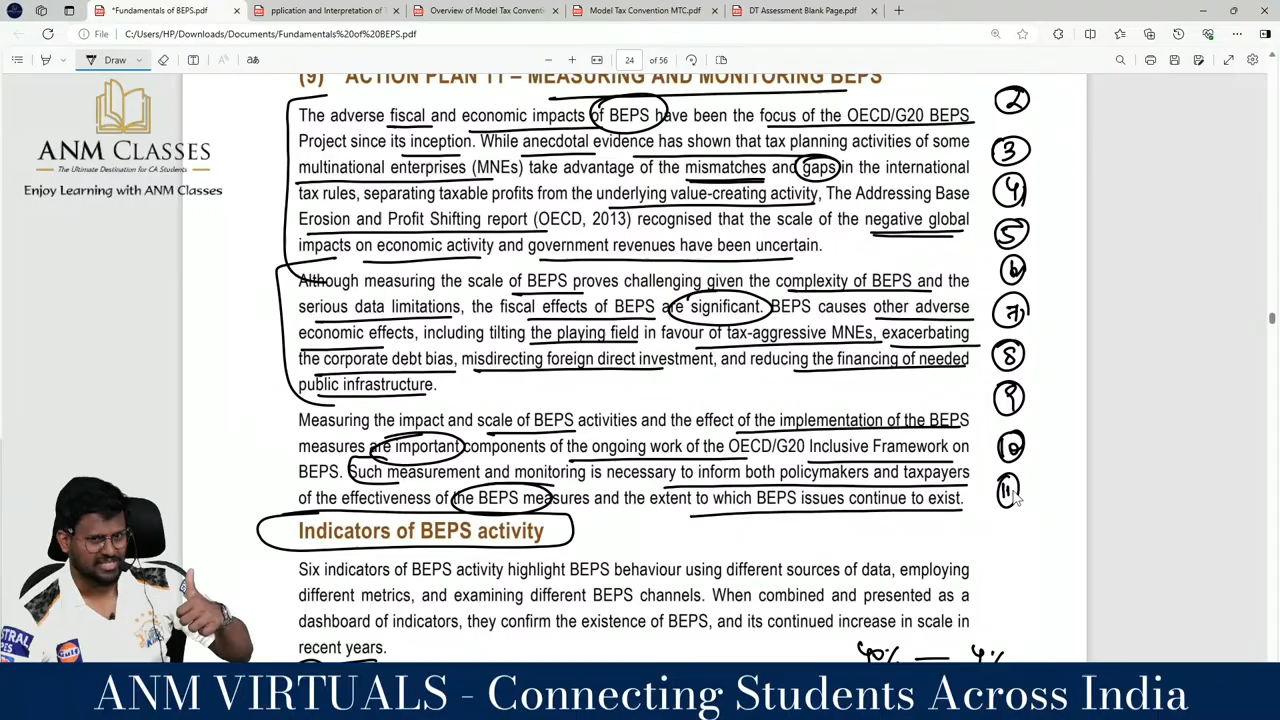 *Fundamentals of BEPS.pdf
pplication and Interpretation of T
Overview of Model Tax Conventi
Model Tax Convention MTC.pdf
DT Assessment Blank Page.pdf
File C:/Users/HP/Downloads/Documents/Fundamentals%20of%20BEPS.pdf
Draw
aあ
24 of 56
ANM CLASSES
The Ultimate Destination for CA Students
Enjoy Learning with ANM Classes
(9) ACTION PLAN 11 – MEASURING AND MONITORING BEPS
The adverse fiscal and economic impacts of BEPS have been the focus of the OECD/G20 BEPS
Project since its inception. While anecdotal evidence has shown that tax planning activities of some
multinational enterprises (MNEs) take advantage of the mismatches and gaps in the international
tax rules, separating taxable profits from the underlying value-creating activity, The Addressing Base
Erosion and Profit Shifting report (OECD, 2013) recognised that the scale of the negative global
impacts on economic activity and government revenues have been uncertain.
Although measuring the scale of BEPS proves challenging given the complexity of BEPS and the
serious data limitations, the fiscal effects of BEPS are significant. BEPS causes other adverse
economic effects, including tilting the playing field in favour of tax-aggressive MNEs, exacerbating
the corporate debt bias, misdirecting foreign direct investment, and reducing the financing of needed
public infrastructure.
Measuring the impact and scale of BEPS activities and the effect of the implementation of the BEPS
measures are important components of the ongoing work of the OECD/G20 Inclusive Framework on
BEPS. Such measurement and monitoring is necessary to inform both policymakers and taxpayers
of the effectiveness of the BEPS measures and the extent to which BEPS issues continue to exist.
Indicators of BEPS activity
Six indicators of BEPS activity highlight BEPS behaviour using different sources of data, employing
different metrics, and examining different BEPS channels. When combined and presented as a
dashboard of indicators, they confirm the existence of BEPS, and its continued increase in scale in
recent years.
2
3
4
5
6
7
8
9
10
11
40% — 4%
Gulf
ANM VIRTUALS - Connecting Students Across India